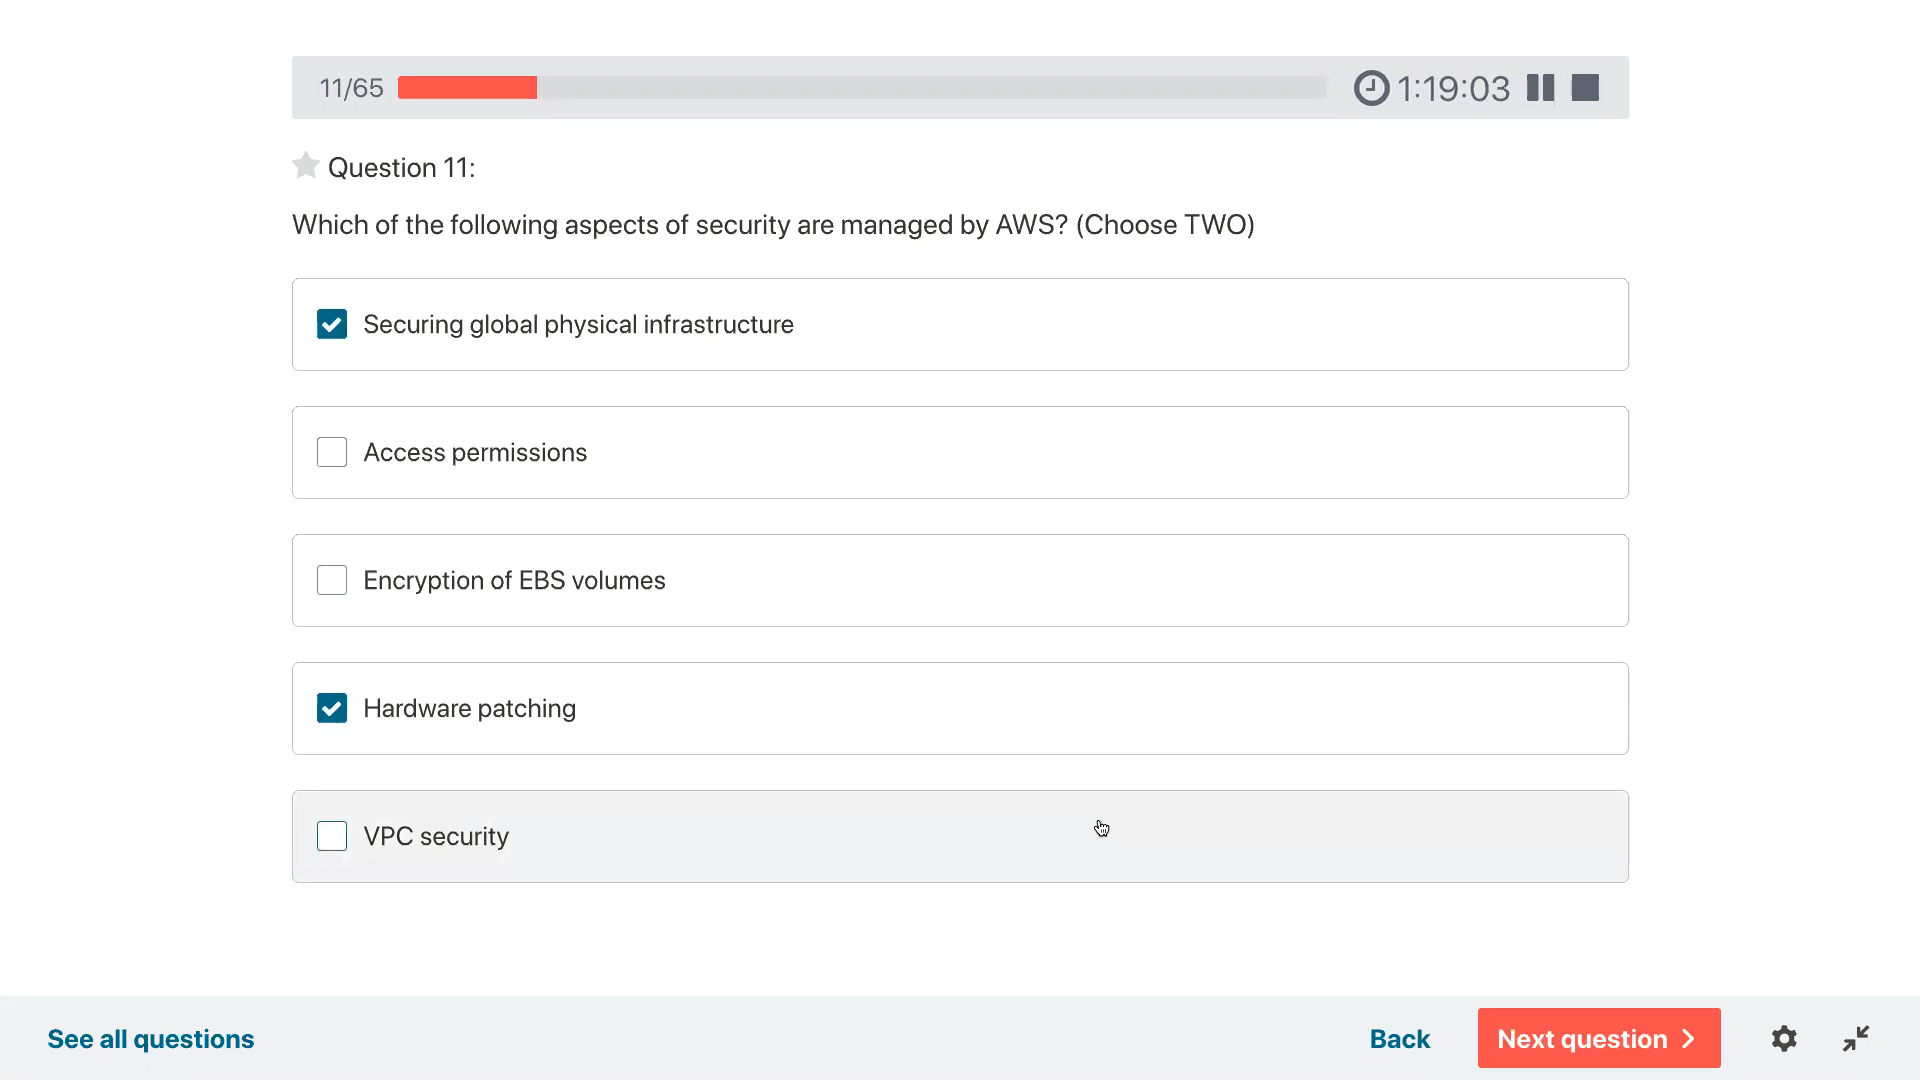 11/65
1:19:03
Question 11:
Which of the following aspects of security are managed by AWS? (Choose TWO)
Securing global physical infrastructure
Access permissions
Encryption of EBS volumes
Hardware patching
VPC security
See all questions
Back
Next question